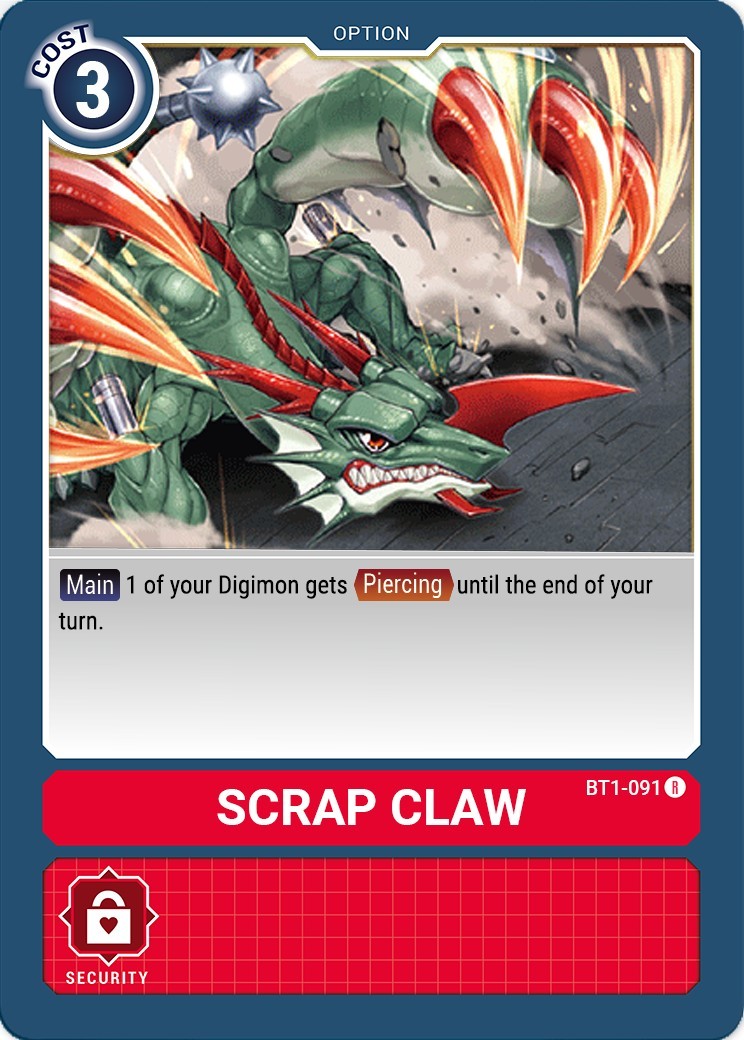 OPTION
COST
3
Main 1 of your Digimon gets Piercing until the end of your
turn.
BT1-091 R
SCRAP CLAW
SECURITY